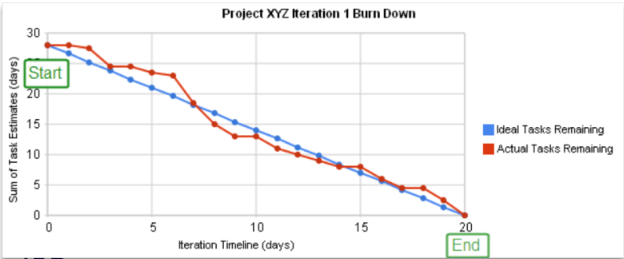 Project XYZ Iteration 1 Burn Down
30
Start
20
15
10
5
0
Sum of Task Estimates (days)
0 5 10 15 20
Iteration Timeline (days)
End
Ideal Tasks Remaining
Actual Tasks Remaining